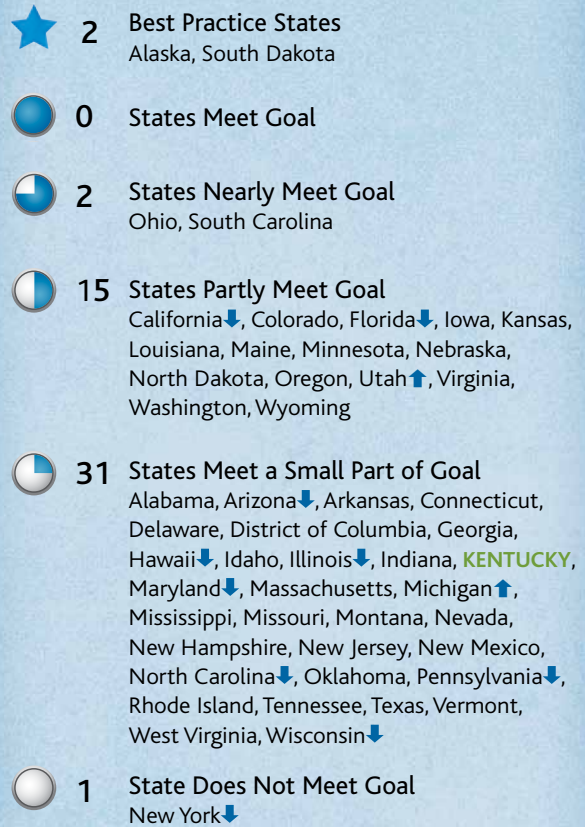 2 Best Practice States
Alaska, South Dakota
0 States Meet Goal
2 States Nearly Meet Goal
Ohio, South Carolina
15 States Partly Meet Goal
California⬇, Colorado, Florida⬇, Iowa, Kansas,
Louisiana, Maine, Minnesota, Nebraska,
North Dakota, Oregon, Utah⬆, Virginia,
Washington, Wyoming
31 States Meet a Small Part of Goal
Alabama, Arizona⬇, Arkansas, Connecticut,
Delaware, District of Columbia, Georgia,
Hawaii⬇, Idaho, Illinois⬇, Indiana, KENTUCKY,
Maryland⬇, Massachusetts, Michigan⬆,
Mississippi, Missouri, Montana, Nevada,
New Hampshire, New Jersey, New Mexico,
North Carolina⬇, Oklahoma, Pennsylvania⬇,
Rhode Island, Tennessee, Texas, Vermont,
West Virginia, Wisconsin⬇
1 State Does Not Meet Goal
New York⬇